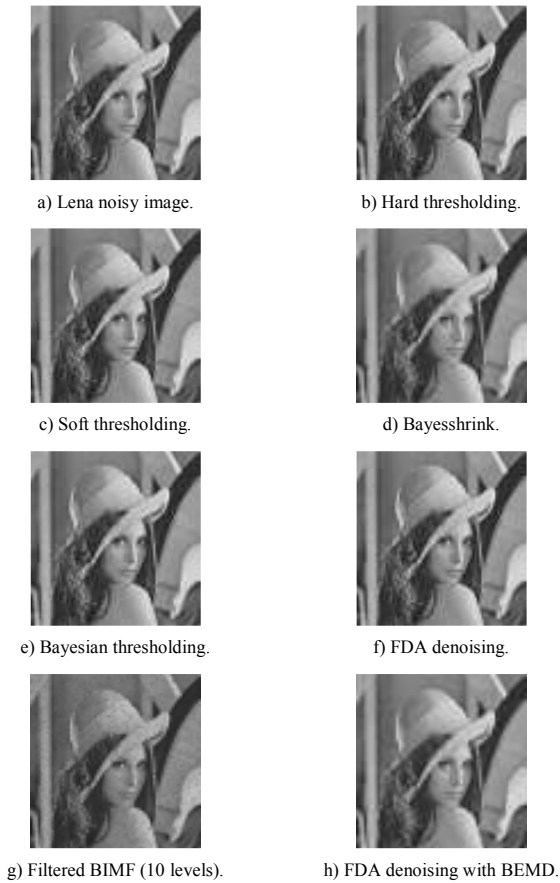 a) Lena noisy image.
b) Hard thresholding.
c) Soft thresholding.
d) Bayesshrink.
e) Bayesian thresholding.
f) FDA denoising.
g) Filtered BIMF (10 levels).
h) FDA denoising with BEMD.